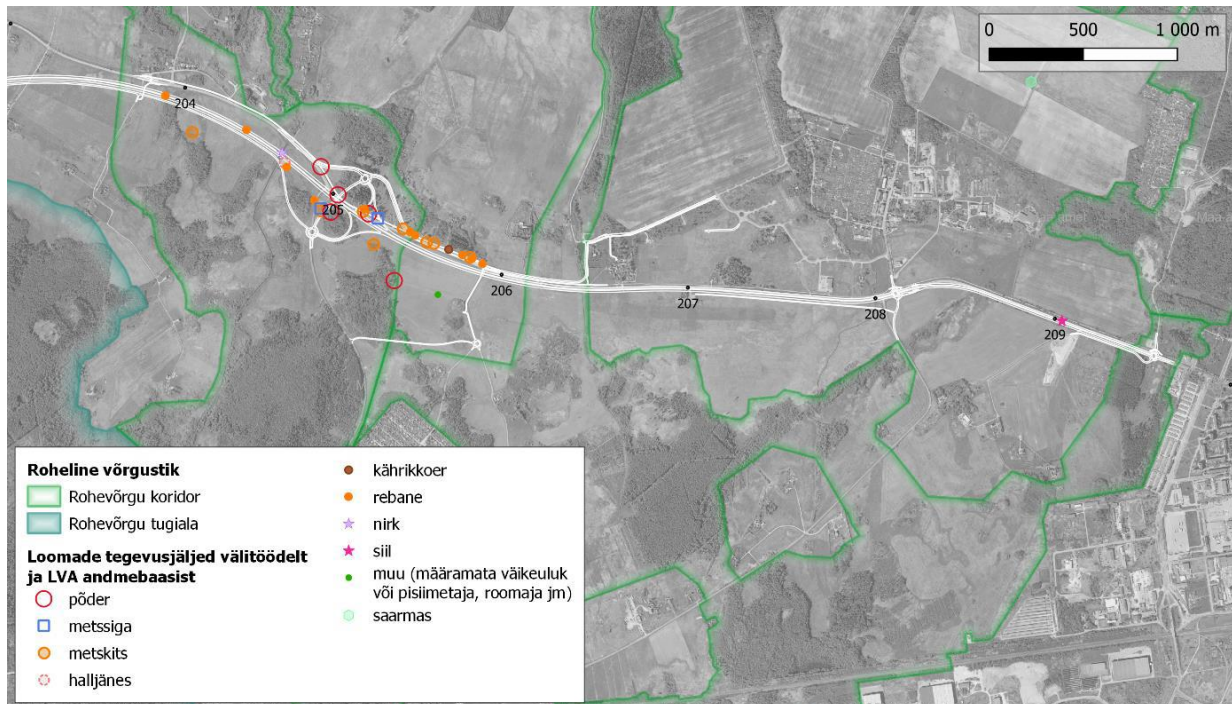 0 500 1 000 m
204
205
206
207
208
209
Roheline võrgustik
Rohevõrgu koridor
Rohevõrgu tugiala
Loomade tegevusjäljed välitöödelt
ja LVA andmebaasist
põder
metssiga
metskits
halljänes
kährikkoer
rebane
nirk
siil
muu (määramata väikeuluk
või pisiimetaja, roomaja jm)
saarmas